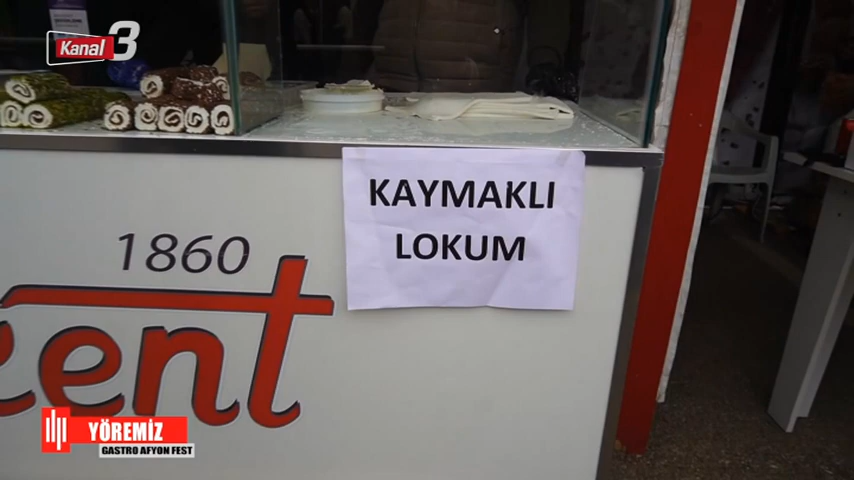 Kanal 3
KAYMAKLI
LOKUM
1860
ent
YÖREMİZ
GASTRO AFYON FEST